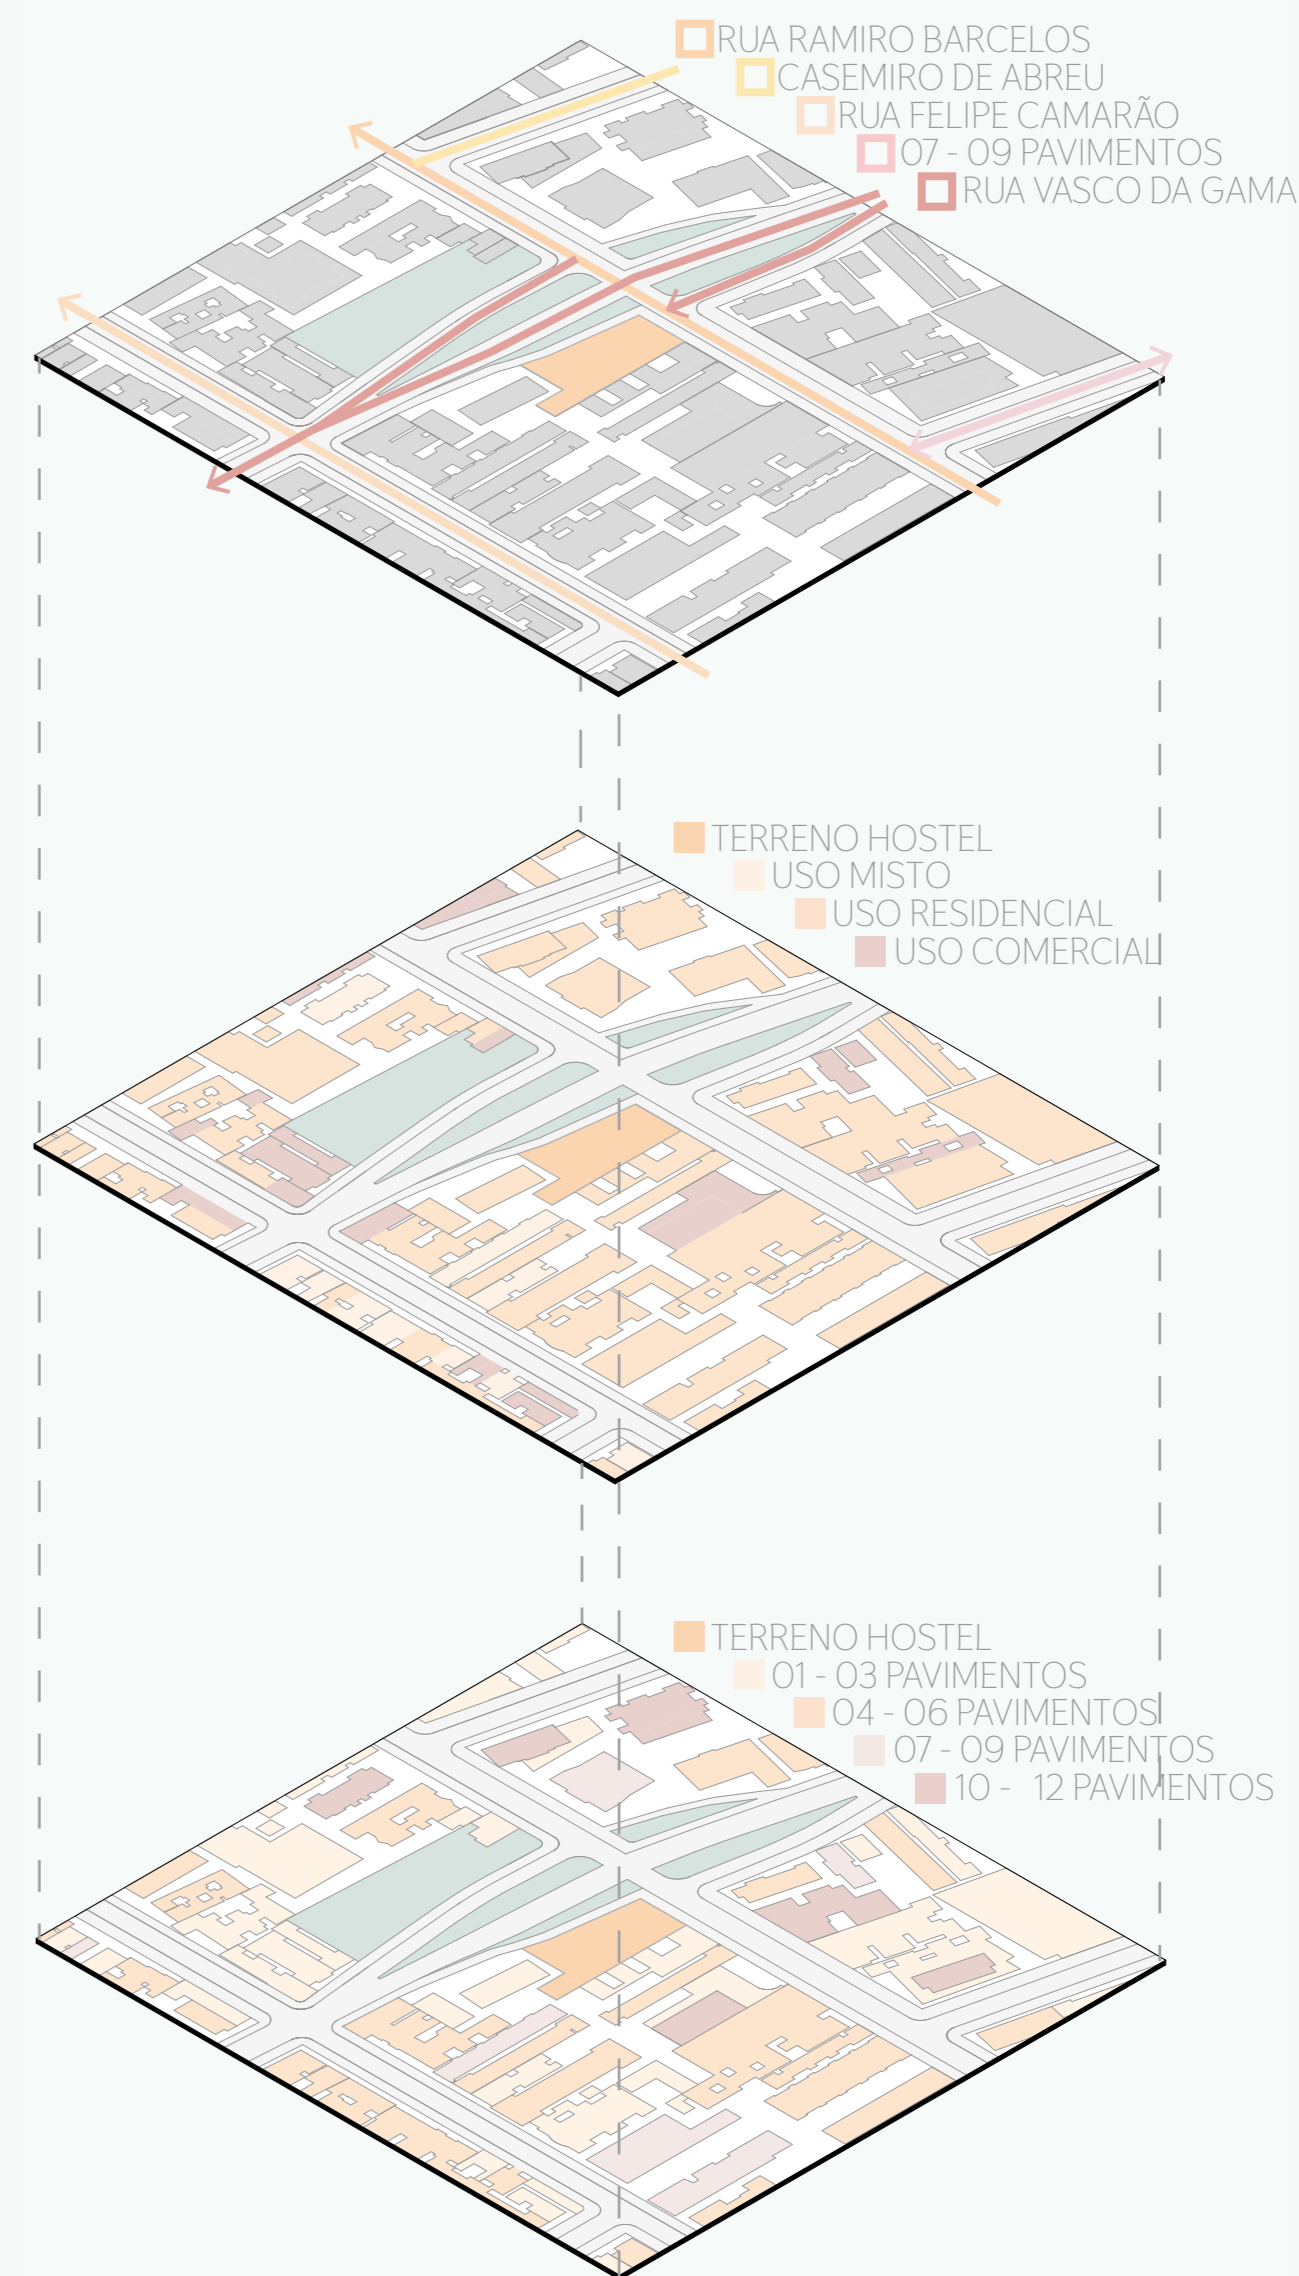 RUA RAMIRO BARCELOS
CASEMIRO DE ABREU
RUA FELIPE CAMARÃO
07 - 09 PAVIMENTOS
RUA VASCO DA GAMA
TERRENO HOSTEL
USO MISTO
USO RESIDENCIAL
USO COMERCIAL
TERRENO HOSTEL
01 - 03 PAVIMENTOS
04 - 06 PAVIMENTOS
07 - 09 PAVIMENTOS
10 - 12 PAVIMENTOS